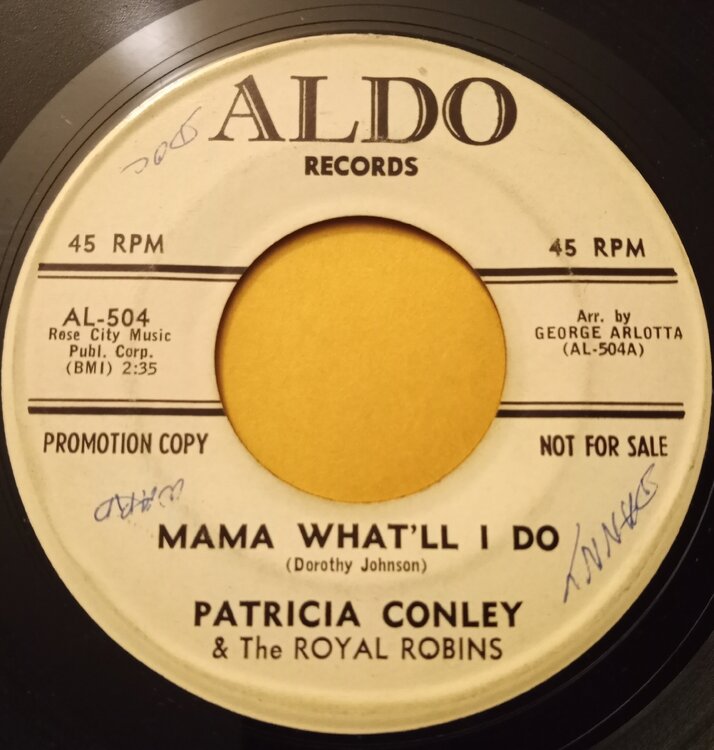 ALDO
RECORDS
45 RPM
45 RPM
AL-504
Rose City Music
Publ. Corp.
(BMI) 2:35
Arr. by
GEORGE ARLOTTA
(AL-504A)
PROMOTION COPY
NOT FOR SALE
WARD
MAMA WHAT'LL I DO
(Dorothy Johnson)
PATRICIA CONLEY
& The ROYAL ROBINS